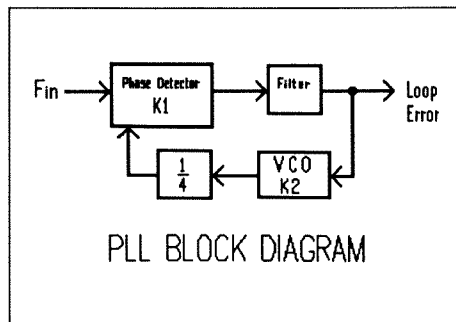 Fin
Phase Detector
K1
Filter
Loop
Error
1
4
VCO
K2
PLL BLOCK DIAGRAM